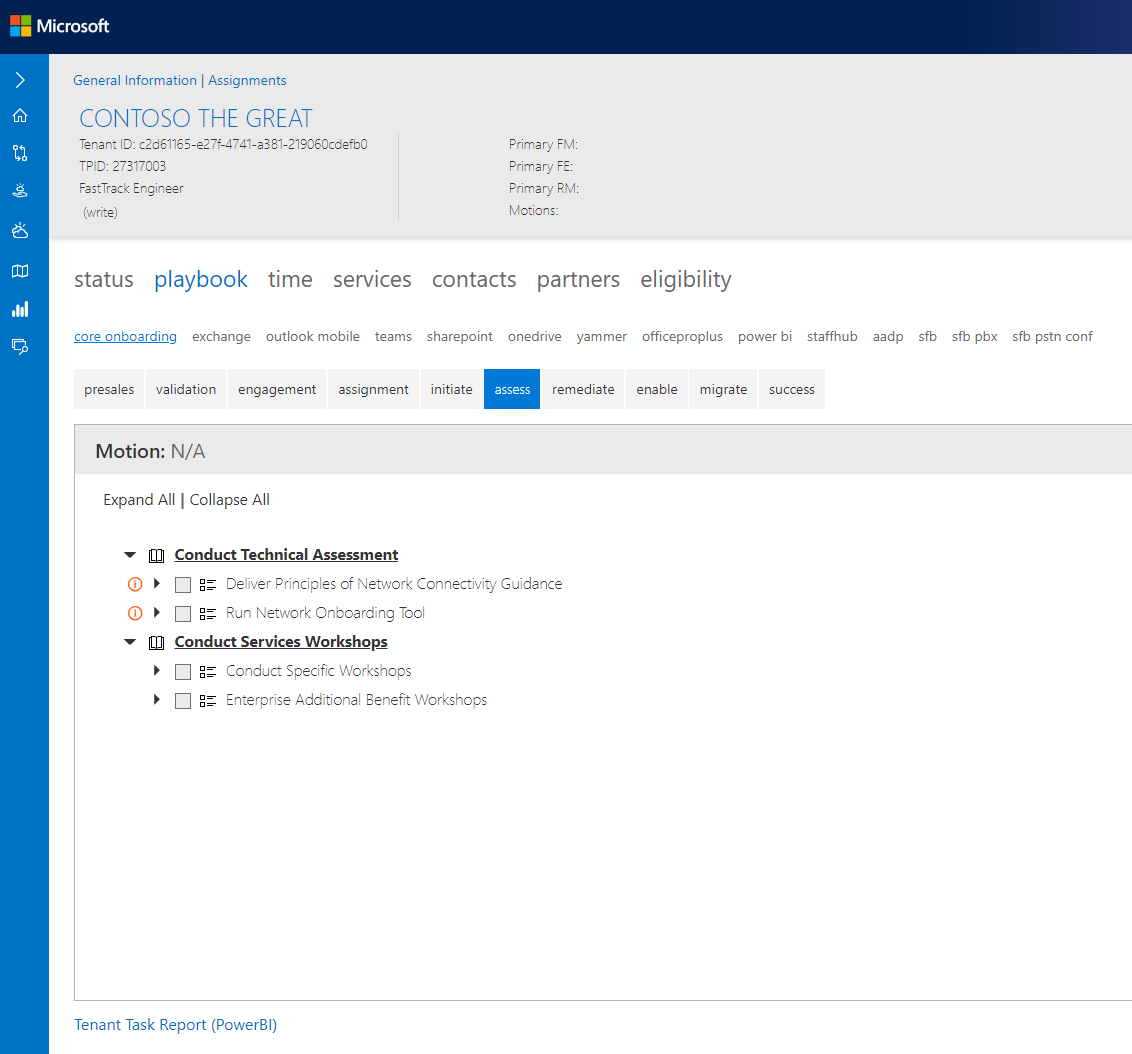 Microsoft
General Information | Assignments
CONTOSO THE GREAT
Tenant ID: c2d61165-e27f-4741-a381-219060cdefb0
TPID: 27317003
FastTrack Engineer
(write)
Primary FM:
Primary FE:
Primary RM:
Motions:
status playbook time services contacts partners eligibility
core onboarding exchange outlook mobile teams sharepoint onedrive yammer officeproplus power bi staffhub aadp sfb sfb pbx sfb pstn conf
presales validation engagement assignment initiate assess remediate enable migrate success
Motion: N/A
Expand All | Collapse All
Conduct Technical Assessment
Deliver Principles of Network Connectivity Guidance
Run Network Onboarding Tool
Conduct Services Workshops
Conduct Specific Workshops
Enterprise Additional Benefit Workshops
Tenant Task Report (PowerBI)